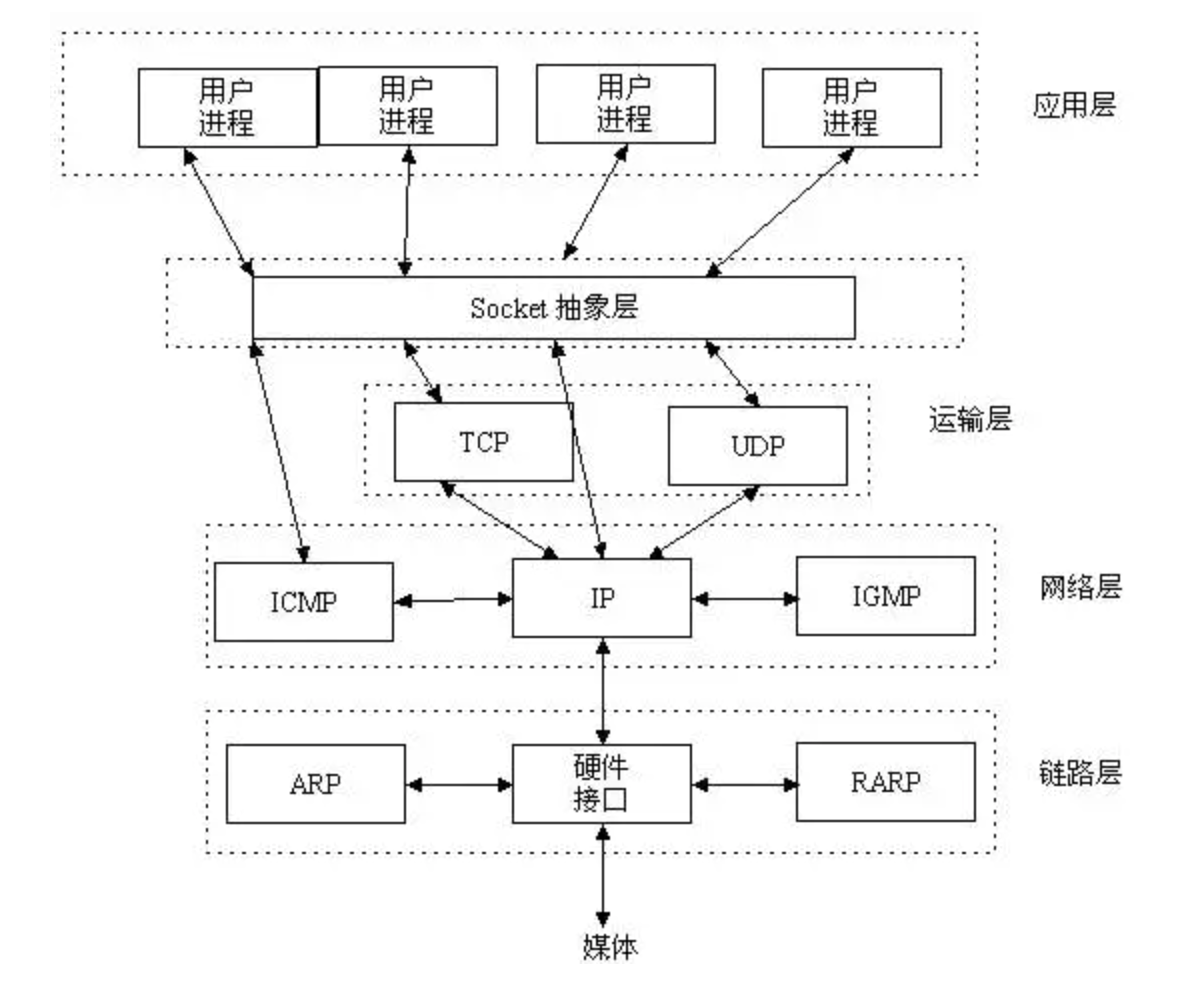 用户
进程
用户
进程
用户
进程
用户
进程
应用层
Socket 抽象层
TCP
UDP
运输层
ICMP
IP
IGMP
网络层
ARP
硬件
接口
RARP
链路层
媒体